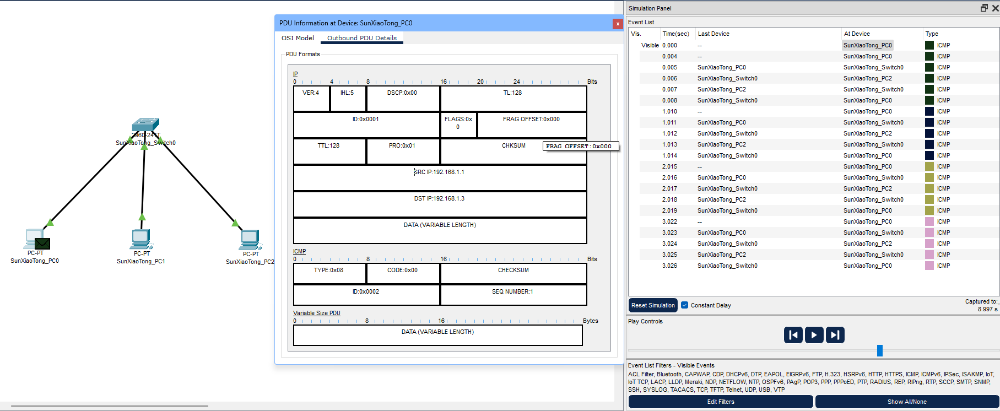 2960-24TT
SunXiaoTong_Switch0
PC-PT
SunXiaoTong_PC0
PC-PT
SunXiaoTong_PC1
PC-PT
SunXiaoTong_PC2
PDU Information at Device: SunXiaoTong_PC0
x
OSI Model
Outbound PDU Details
PDU Formats
IP
0 4 8 16 20 24 Bits
VER:4 IHL:5 DSCP:0x00 TL:128
ID:0x0001 FLAGS:0x FRAG OFFSET:0x000
0
TTL:128 PRO:0x01 CHKSUM
FRAG OFFSET:0x000
SRC IP:192.168.1.1
DST IP:192.168.1.3
DATA (VARIABLE LENGTH)
ICMP
0 8 16 Bits
TYPE:0x08 CODE:0x00 CHECKSUM
ID:0x0002 SEQ NUMBER:1
Variable Size PDU
0 8 16 Bytes
DATA (VARIABLE LENGTH)
Simulation Panel
Event List
Vis. Time(sec) Last Device At Device Type
Visible 0.000 -- SunXiaoTong_PC0 ICMP
0.004 -- SunXiaoTong_PC0 ICMP
0.005 SunXiaoTong_PC0 SunXiaoTong_Switch0 ICMP
0.006 SunXiaoTong_Switch0 SunXiaoTong_PC2 ICMP
0.007 SunXiaoTong_PC2 SunXiaoTong_Switch0 ICMP
0.008 SunXiaoTong_Switch0 SunXiaoTong_PC0 ICMP
1.010 -- SunXiaoTong_PC0 ICMP
1.011 SunXiaoTong_PC0 SunXiaoTong_Switch0 ICMP
1.012 SunXiaoTong_Switch0 SunXiaoTong_PC2 ICMP
1.013 SunXiaoTong_PC2 SunXiaoTong_Switch0 ICMP
1.014 SunXiaoTong_Switch0 SunXiaoTong_PC0 ICMP
2.015 -- SunXiaoTong_PC0 ICMP
2.016 SunXiaoTong_PC0 SunXiaoTong_Switch0 ICMP
2.017 SunXiaoTong_Switch0 SunXiaoTong_PC2 ICMP
2.018 SunXiaoTong_PC2 SunXiaoTong_Switch0 ICMP
2.019 SunXiaoTong_Switch0 SunXiaoTong_PC0 ICMP
3.022 -- SunXiaoTong_PC0 ICMP
3.023 SunXiaoTong_PC0 SunXiaoTong_Switch0 ICMP
3.024 SunXiaoTong_Switch0 SunXiaoTong_PC2 ICMP
3.025 SunXiaoTong_PC2 SunXiaoTong_Switch0 ICMP
3.026 SunXiaoTong_Switch0 SunXiaoTong_PC0 ICMP
Reset Simulation
Constant Delay
Captured to:
8.997 s
Play Controls
Event List Filters - Visible Events
ACL Filter, Bluetooth, CAPWAP, CDP, DHCPv6, DTP, EAPOL, EIGRPv6, FTP, H.323, HSRPv6, HTTP, HTTPS, ICMP, ICMPv6, IPSec, ISAKMP, IoT,
IoT TCP, LACP, LLDP, Meraki, NDP, NETFLOW, NTP, OSPFv6, PAgP, POP3, PPP, PPPoED, PTP, RADIUS, REP, RIPng, RTP, SCCP, SMTP, SNMP,
SSH, SYSLOG, TACACS, TCP, TFTP, Telnet, UDP, USB, VTP
Edit Filters
Show All/None